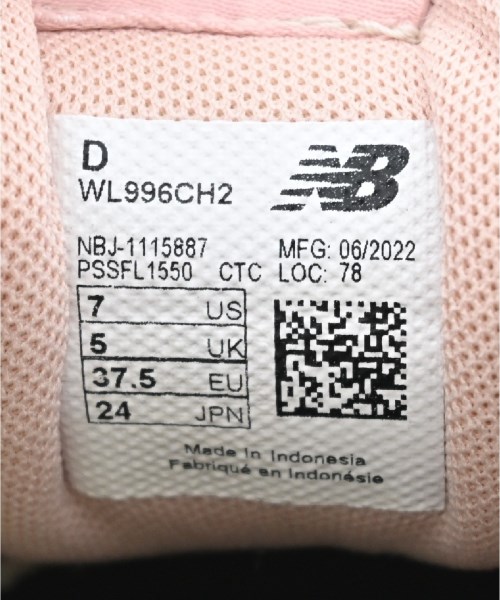 D
NB
WL996CH2
NBJ-1115887 MFG: 06/2022
PSSFL1550 CTC LOC: 78
7 US
5 UK
37.5 EU
24 JPN
Made in Indonesia
Fabriqué en Indonésie